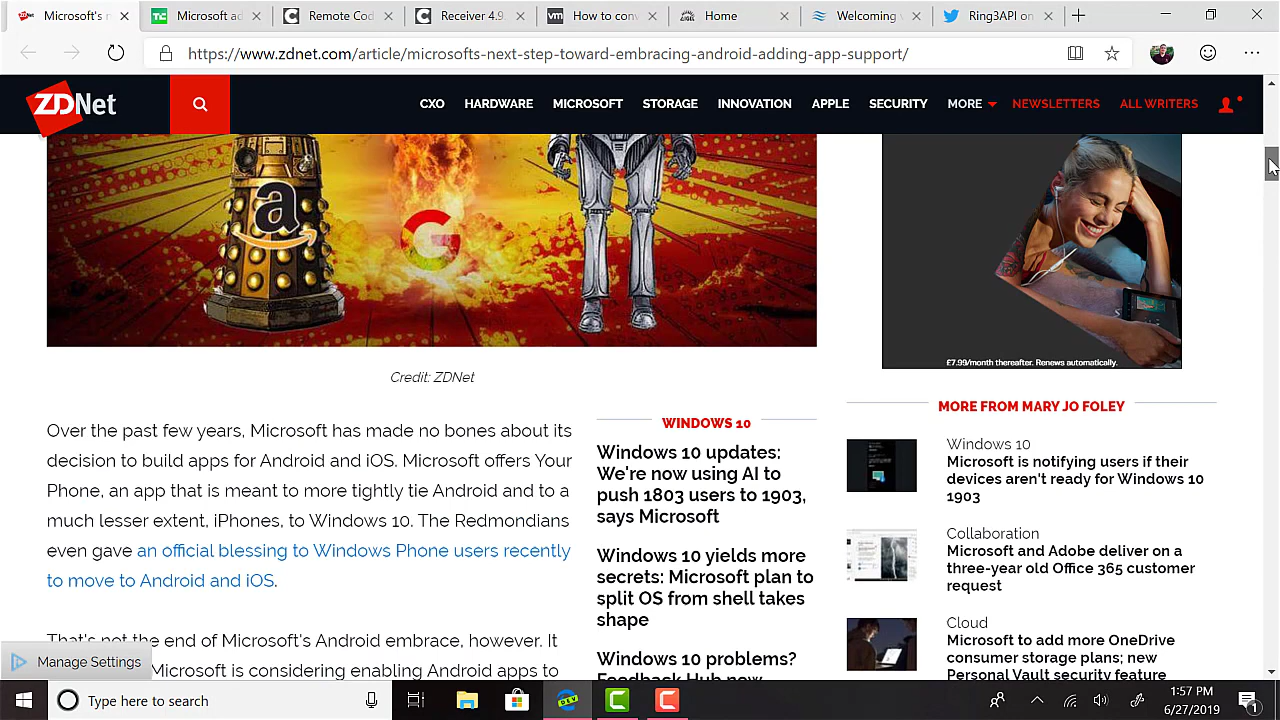 Microsoft's n
Microsoft ad
Remote Cod
Receiver 4.9
How to conv
Home
Welcoming
Ring3API on
https://www.zdnet.com/article/microsofts-next-step-toward-embracing-android-adding-app-support/
ZDNet
CXO HARDWARE MICROSOFT STORAGE INNOVATION APPLE SECURITY MORE NEWSLETTERS ALL WRITERS
a
G
£7.99/month thereafter. Renews automatically.
Credit: ZDNet
Over the past few years, Microsoft has made no bones about its
decision to build apps for Android and iOS. Microsoft offers Your
Phone, an app that is meant to more tightly tie Android and to a
much lesser extent, iPhones, to Windows 10. The Redmondians
even gave an official blessing to Windows Phone users recently
to move to Android and iOS.
That's not the end of Microsoft's Android embrace, however. It
Microsoft is considering enabling Android apps to
WINDOWS 10
Windows 10 updates:
We're now using AI to
push 1803 users to 1903,
says Microsoft
Windows 10 yields more
secrets: Microsoft plan to
split OS from shell takes
shape
Windows 10 problems?
Feedback Hub now
MORE FROM MARY JO FOLEY
Windows 10
Microsoft is notifying users if their
devices aren't ready for Windows 10
1903
Collaboration
Microsoft and Adobe deliver on a
three-year old Office 365 customer
request
Cloud
Microsoft to add more OneDrive
consumer storage plans; new
Personal Vault security feature
Manage Settings
Type here to search
DEV
1:57 PM
6/27/2019
1